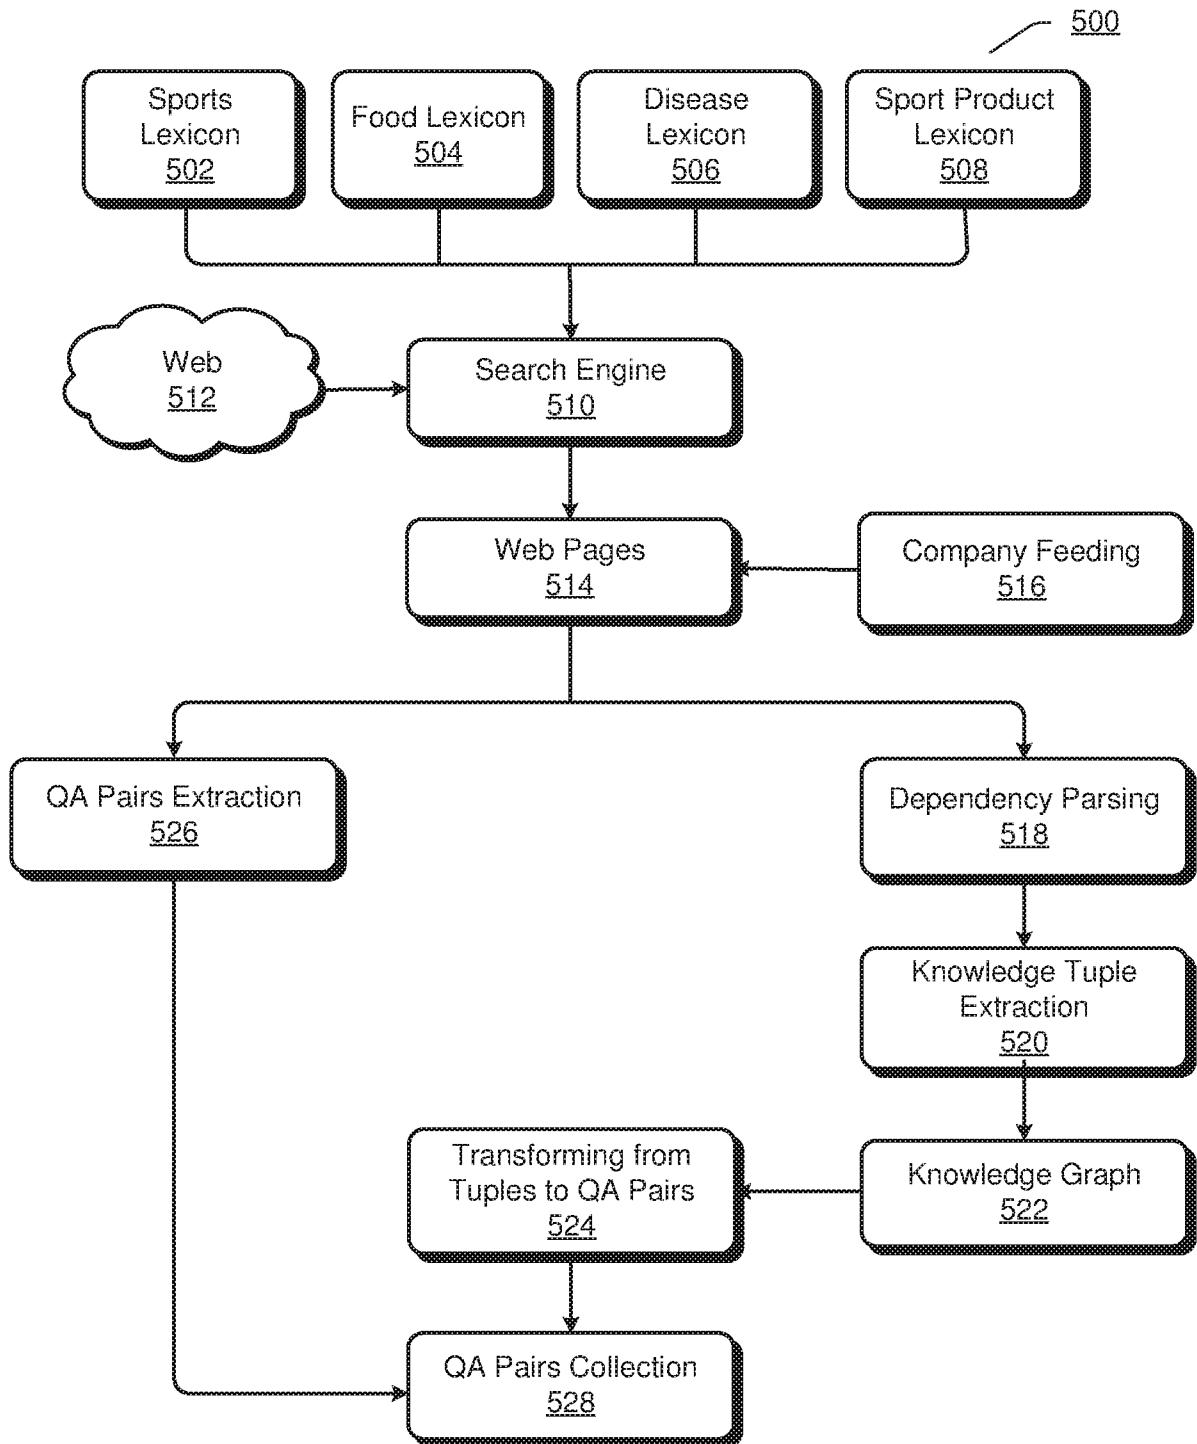 500
Sports
Lexicon
502
Food Lexicon
504
Disease
Lexicon
506
Sport Product
Lexicon
508
Web
512
Search Engine
510
Web Pages
514
Company Feeding
516
QA Pairs Extraction
526
Dependency Parsing
518
Knowledge Tuple
Extraction
520
Transforming from
Tuples to QA Pairs
524
Knowledge Graph
522
QA Pairs Collection
528